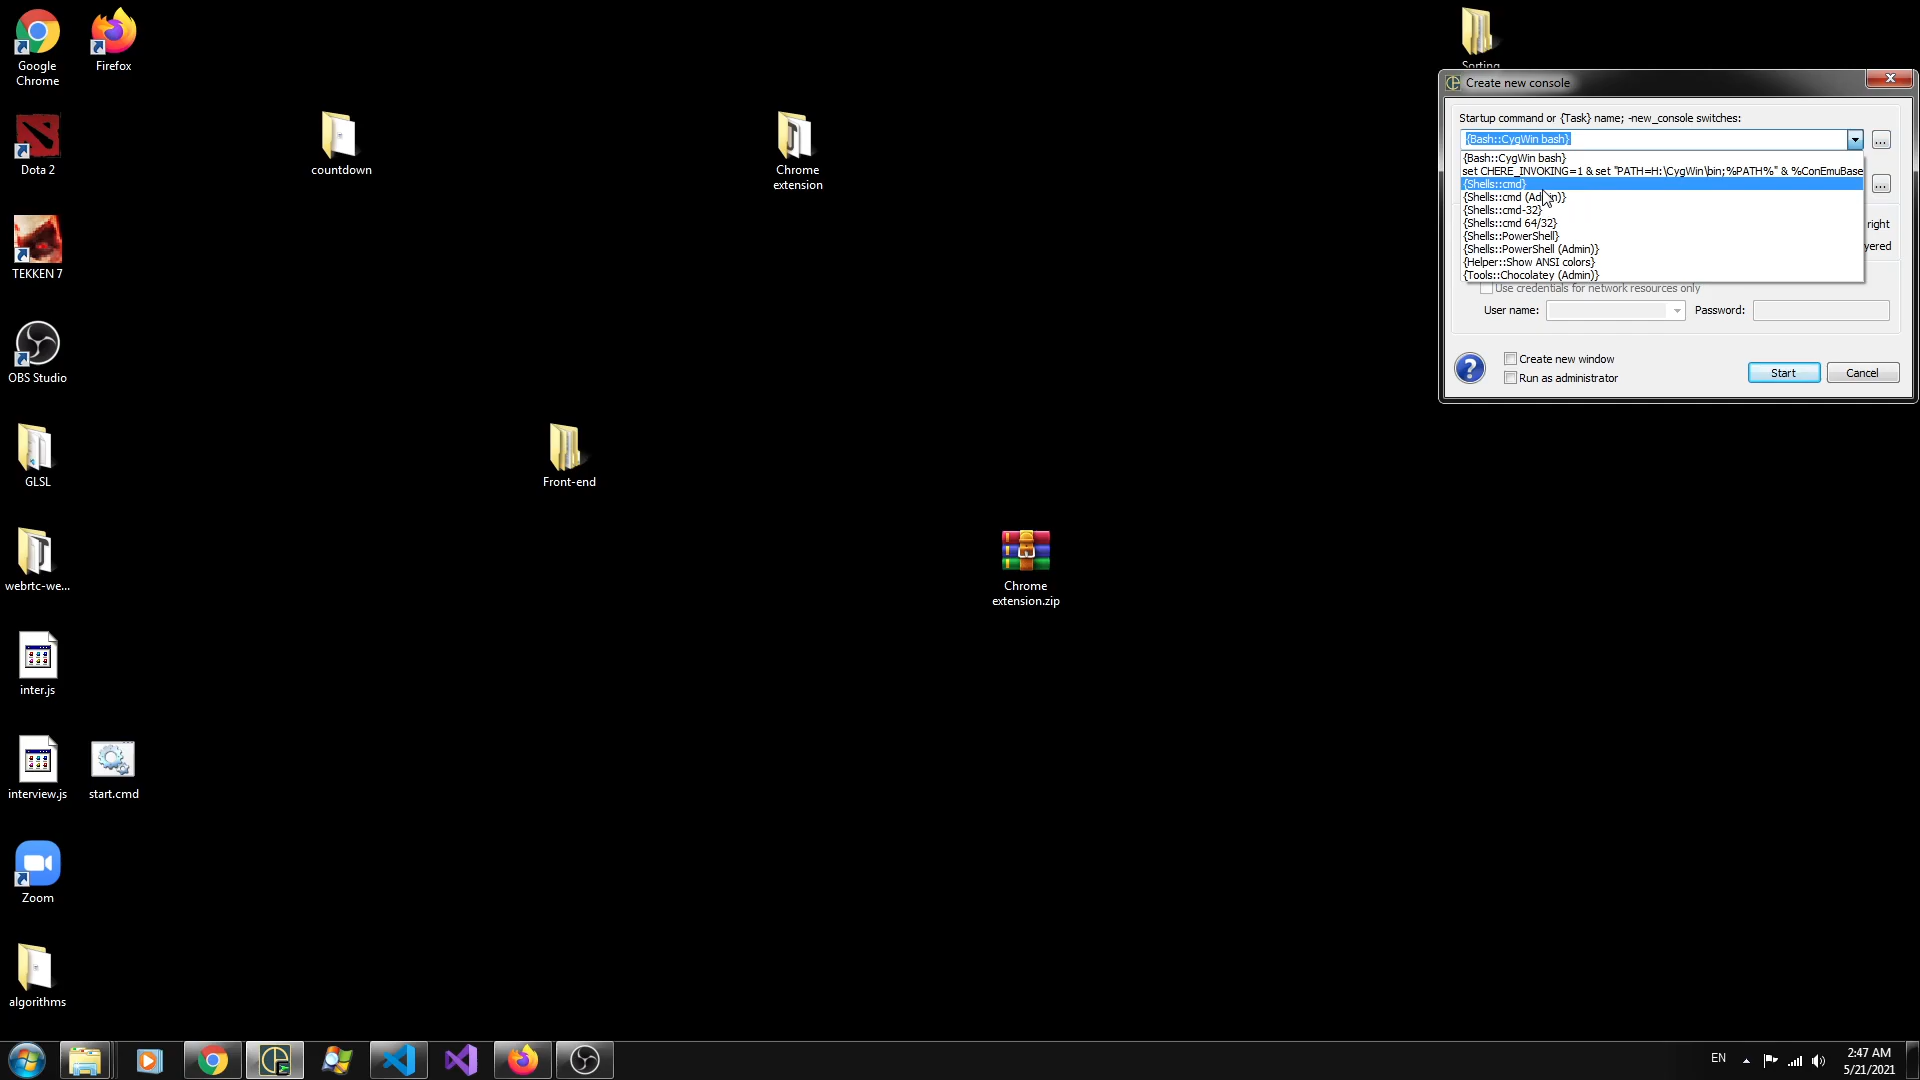 Google
Chrome
Firefox
Sorting
Create new console
Startup command or {Task} name; -new_console switches:
{Bash::CygWin bash}
...
{Bash::CygWin bash}
set CHERE_INVOKING=1 & set "PATH=H:\CygWin\bin;%PATH%" & %ConEmuBase
{Shells::cmd}
...
{Shells::cmd (Admin)}
{Shells::cmd-32}
{Shells::cmd 64/32}
right
{Shells::PowerShell}
{Shells::PowerShell (Admin)}
yered
{Helper::Show ANSI colors}
{Tools::Chocolatey (Admin)}
Use credentials for network resources only
User name:
Password:
Create new window
Run as administrator
Start
Cancel
Dota 2
countdown
Chrome
extension
TEKKEN 7
OBS Studio
GLSL
Front-end
webrtc-we...
Chrome
extension.zip
inter.js
interview.js
start.cmd
Zoom
algorithms
EN
2:47 AM
5/21/2021